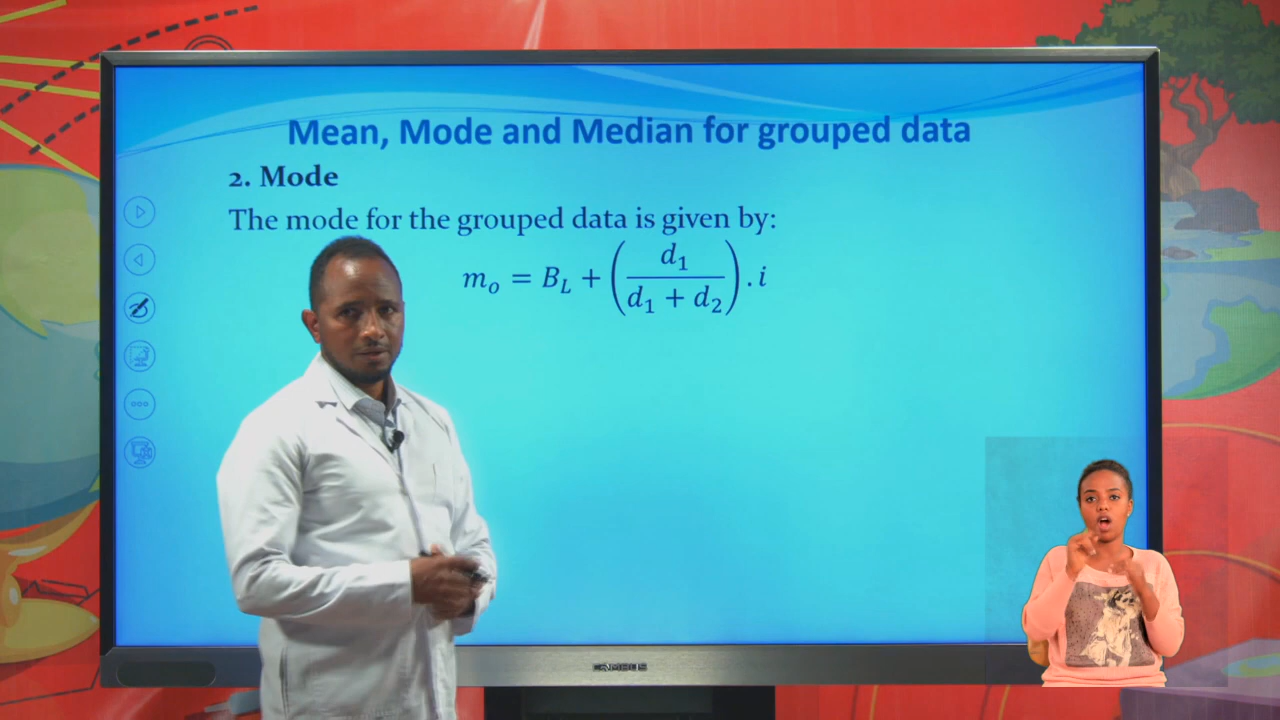 Mean, Mode and Median for grouped data
2. Mode
The mode for the grouped data is given by:
m_o = B_L + (d_1 / (d_1 + d_2)) . i